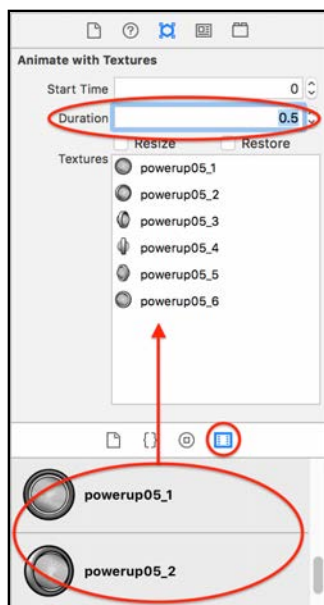 Animate with Textures
Start Time 0
Duration 0.5
Resize Restore
Textures
powerup05_1
powerup05_2
powerup05_3
powerup05_4
powerup05_5
powerup05_6
{}
powerup05_1
powerup05_2